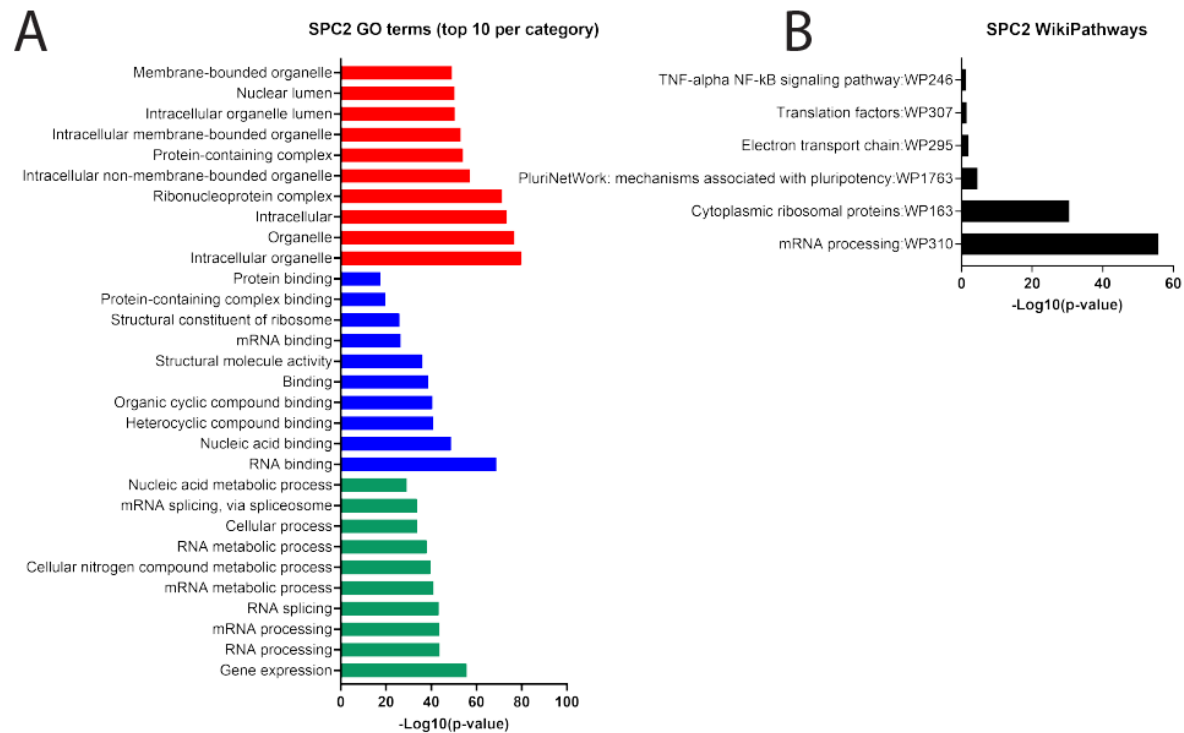 A
SPC2 GO terms (top 10 per category)
Membrane-bounded organelle
Nuclear lumen
Intracellular organelle lumen
Intracellular membrane-bounded organelle
Protein-containing complex
Intracellular non-membrane-bounded organelle
Ribonucleoprotein complex
Intracellular
Organelle
Intracellular organelle
Protein binding
Protein-containing complex binding
Structural constituent of ribosome
mRNA binding
Structural molecule activity
Binding
Organic cyclic compound binding
Heterocyclic compound binding
Nucleic acid binding
RNA binding
Nucleic acid metabolic process
mRNA splicing, via spliceosome
Cellular process
RNA metabolic process
Cellular nitrogen compound metabolic process
mRNA metabolic process
RNA splicing
mRNA processing
RNA processing
Gene expression
0 20 40 60 80 100
-Log10(p-value)
B
SPC2 WikiPathways
TNF-alpha NF-kB signaling pathway:WP246
Translation factors:WP307
Electron transport chain:WP295
PluriNetWork: mechanisms associated with pluripotency:WP1763
Cytoplasmic ribosomal proteins:WP163
mRNA processing:WP310
0 20 40 60
-Log10(p-value)